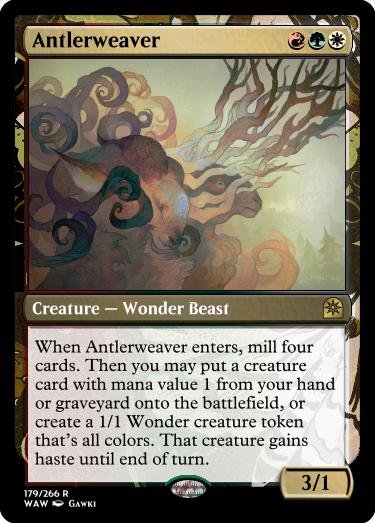 Antlerweaver
Creature — Wonder Beast
When Antlerweaver enters, mill four
cards. Then you may put a creature
card with mana value 1 from your hand
or graveyard onto the battlefield, or
create a 1/1 Wonder creature token
that's all colors. That creature gains
haste until end of turn.
3/1
179/266 R
WAW GAWKI